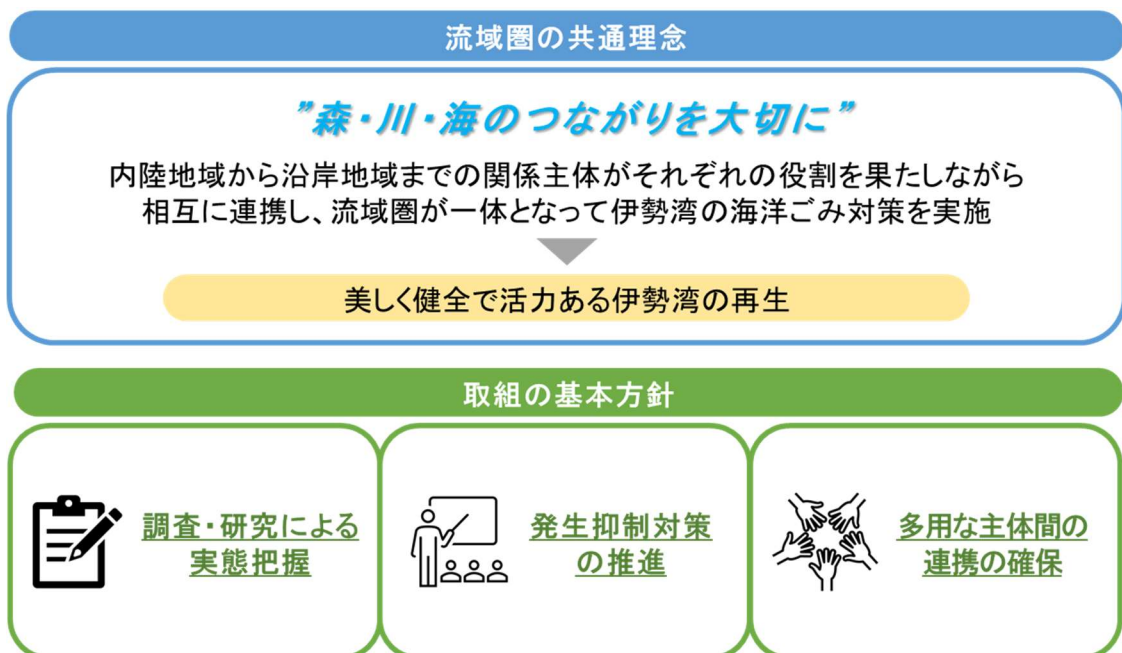 流域圏の共通理念
”森・川・海のつながりを大切に”
内陸地域から沿岸地域までの関係主体がそれぞれの役割を果たしながら
相互に連携し、流域圏が一体となって伊勢湾の海洋ごみ対策を実施
美しく健全で活力ある伊勢湾の再生
取組の基本方針
調査・研究による
実態把握
発生抑制対策
の推進
多用な主体間の
連携の確保